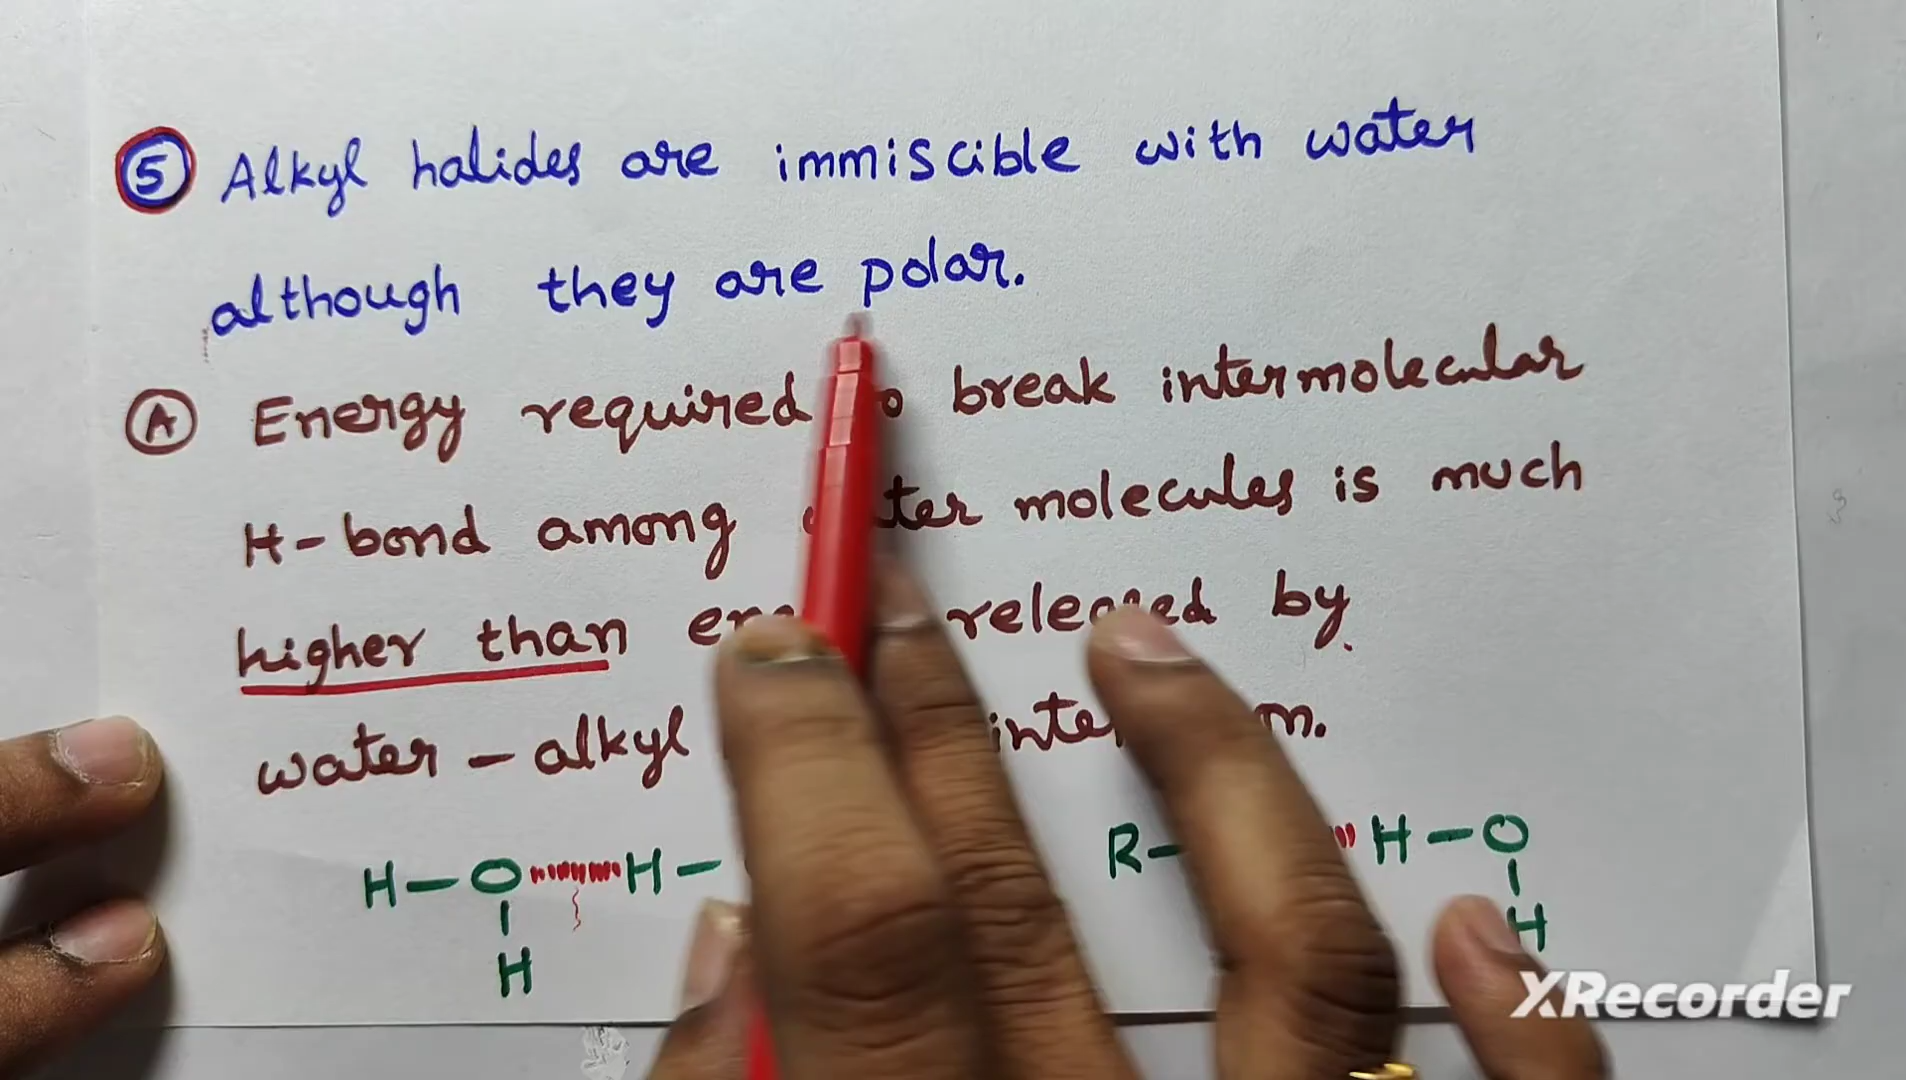 5 Alkyl halides are immiscible with water
although they are polar.
A Energy required break intermolecular
H-bond among molecules is much
higher than released by
water - alkyl
H - O H - R - H - O
H H
XRecorder